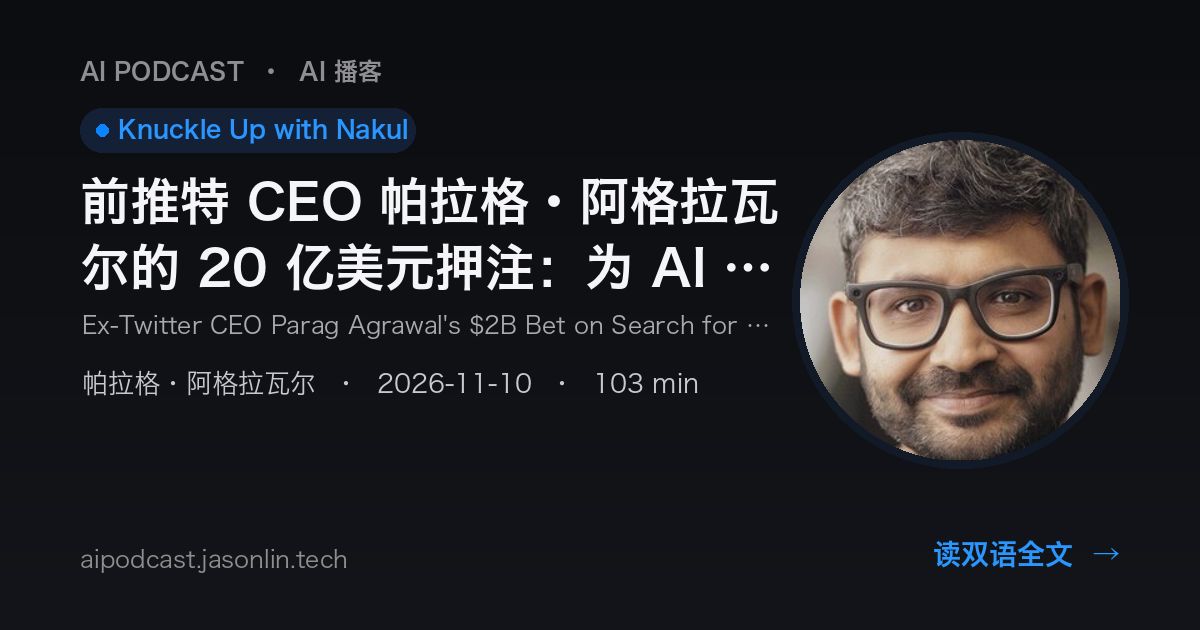 AI PODCAST · AI 播客
Knuckle Up with Nakul
前推特 CEO 帕拉格·阿格拉瓦
尔的 20 亿美元押注：为 AI …
Ex-Twitter CEO Parag Agrawal's $2B Bet on Search for …
帕拉格·阿格拉瓦尔 · 2026-11-10 · 103 min
aipodcast.jasonlin.tech
读双语全文 →